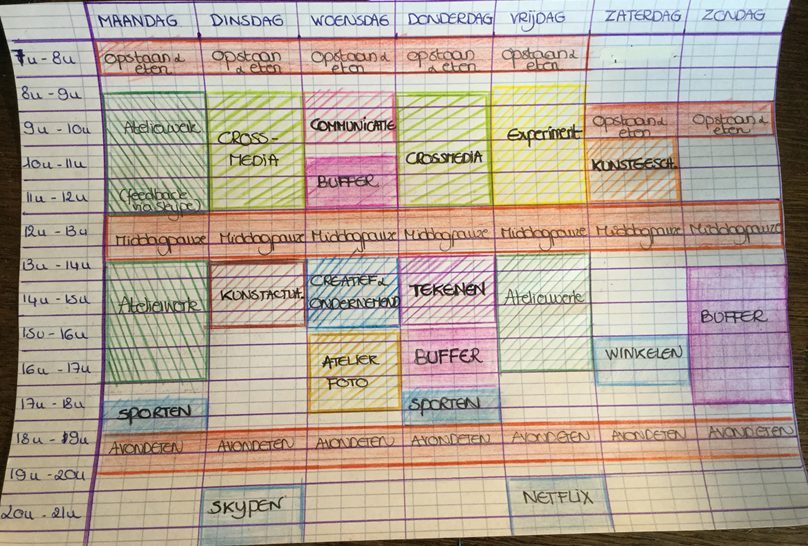 MAANDAG DINSDAG WOENSDAG DONDERDAG VRIJDAG ZATERDAG ZONDAG
7u - 8u Opstaan & eten Opstaan & eten Opstaan & eten Opstaan & eten Opstaan & eten
8u - 9u
9u - 10u Atelierwerk CROSS- COMMUNICATIE Experiment Opstaan & eten Opstaan & eten
10u - 11u MEDIA BUFFER CROSSMEDIA KUNSTGESCH.
11u - 12u (feedback via skype)
12u - 13u Middagpauze Middagpauze Middagpauze Middagpauze Middagpauze Middagpauze Middagpauze
13u - 14u CREATIEF &
14u - 15u Atelierwerk KUNSTACTUA. ONDERNEMEND TEKENEN Atelierwerk BUFFER
15u - 16u
16u - 17u ATELIER FOTO BUFFER WINKELEN
17u - 18u SPORTEN SPORTEN
18u - 19u AVONDETEN AVONDETEN AVONDETEN AVONDETEN AVONDETEN AVONDETEN AVONDETEN
19u - 20u
20u - 21u SKYPEN NETFLIX